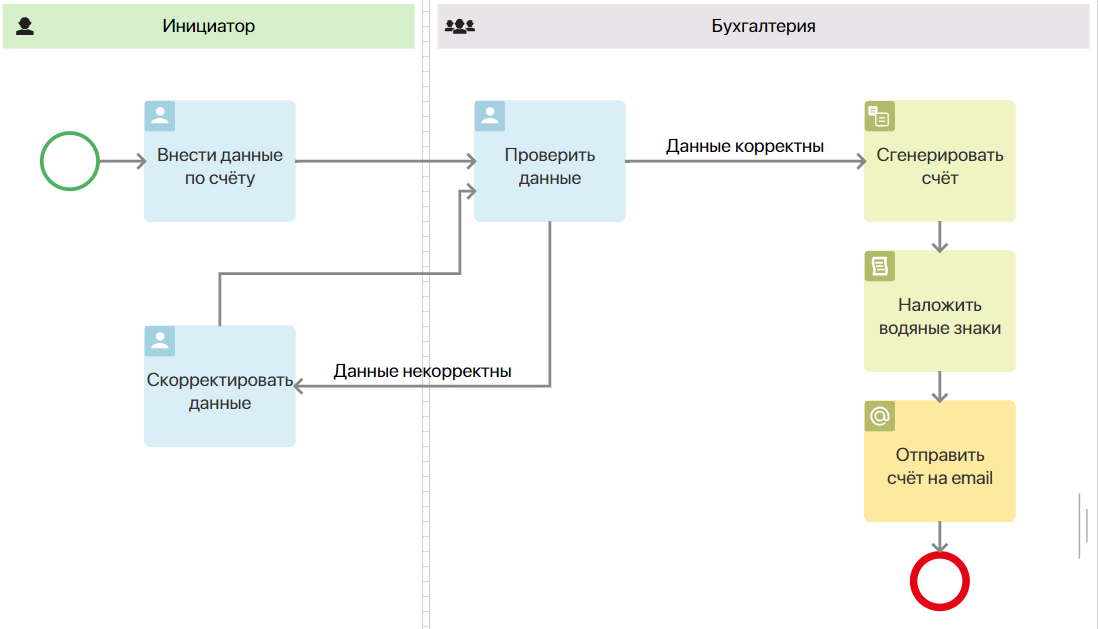 Инициатор
Бухгалтерия
Внести данные
по счёту
Проверить
данные
Данные корректны
Сгенерировать
счёт
Наложить
водяные знаки
Скорректировать
данные
Данные некорректны
Отправить
счёт на email